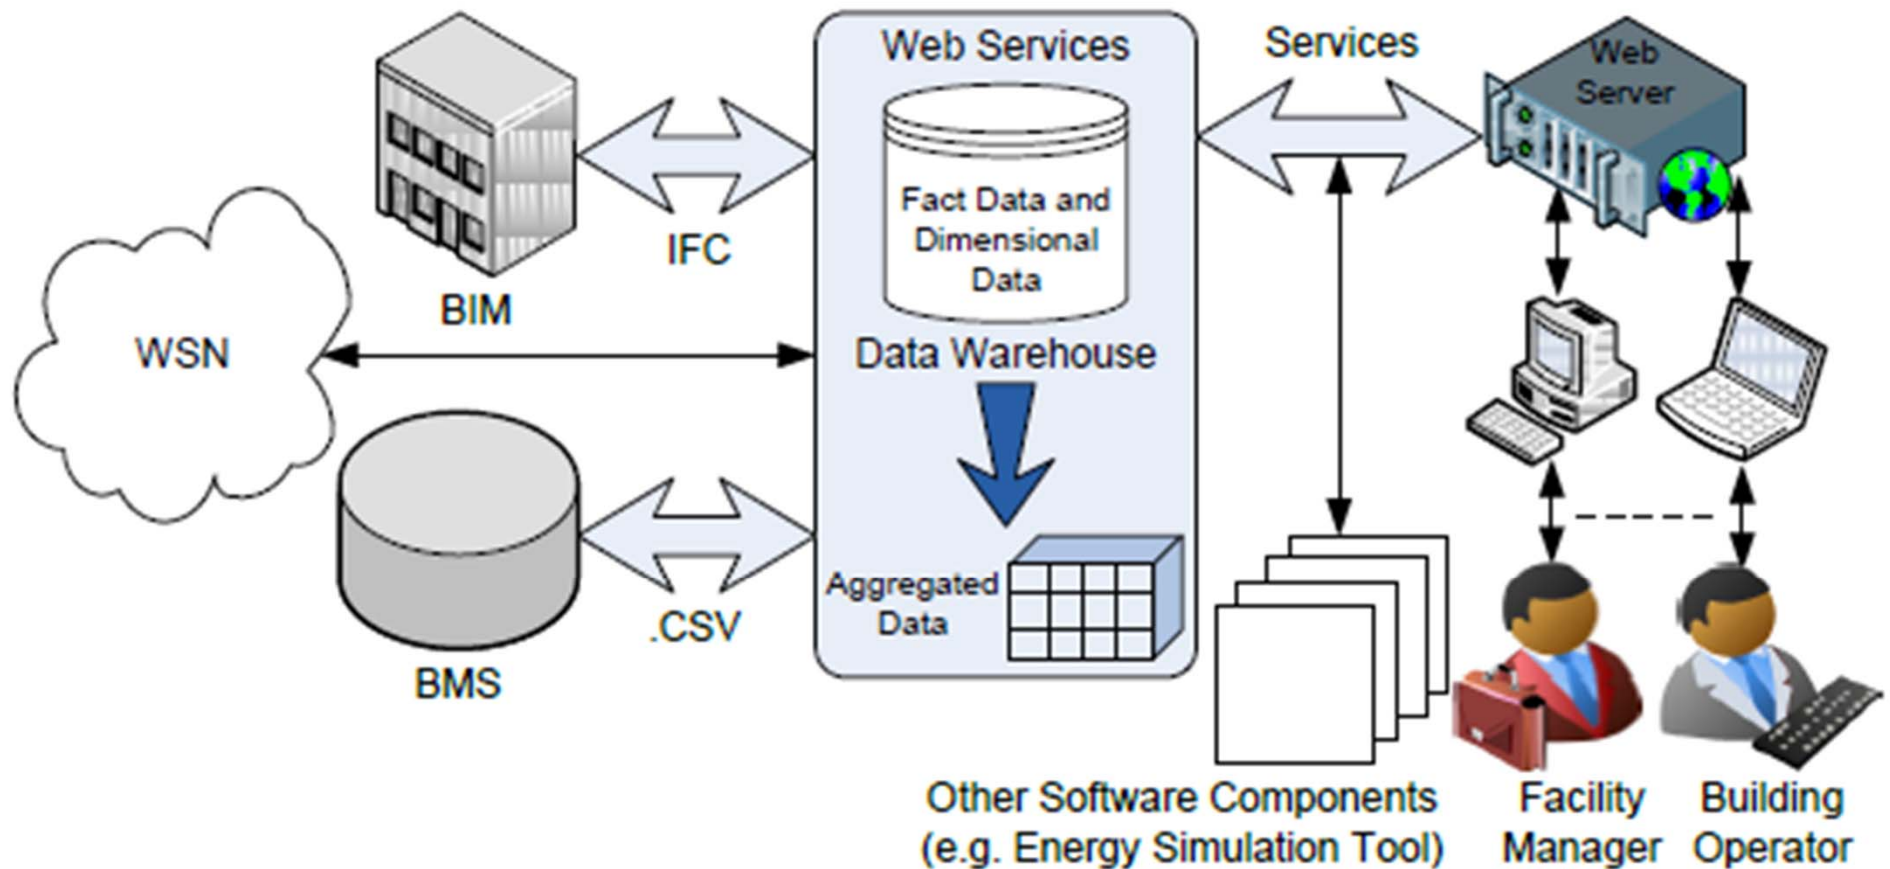 Web Services
Services
Web
Server
Fact Data and
Dimensional
Data
IFC
BIM
WSN
Data Warehouse
Aggregated
Data
.CSV
BMS
Other Software Components
(e.g. Energy Simulation Tool)
Facility
Manager
Building
Operator